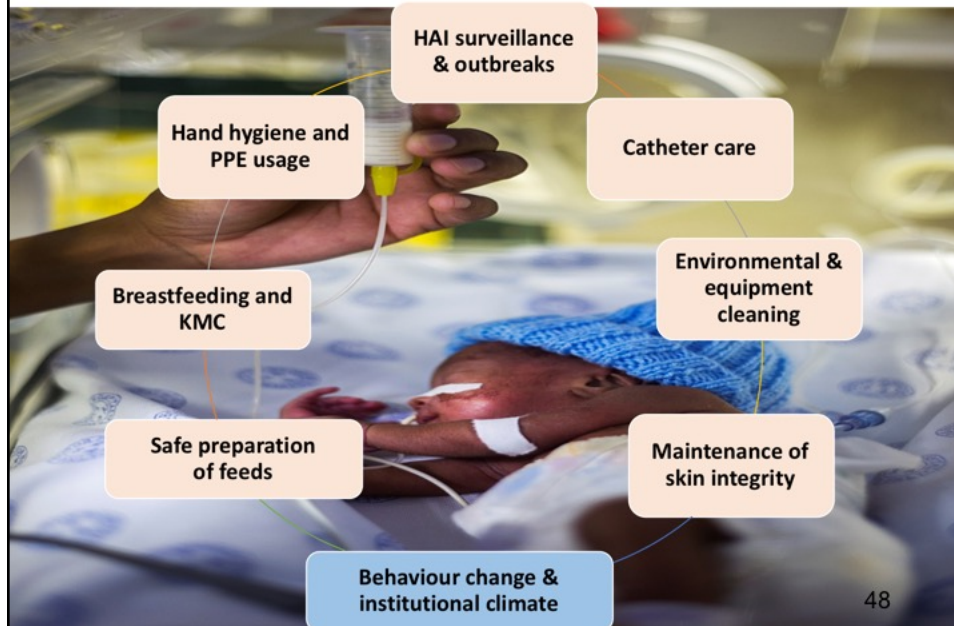 HAI surveillance
& outbreaks
Hand hygiene and
PPE usage
Catheter care
Breastfeeding and
KMC
Environmental &
equipment
cleaning
Safe preparation
of feeds
Maintenance of
skin integrity
Behaviour change &
institutional climate
48